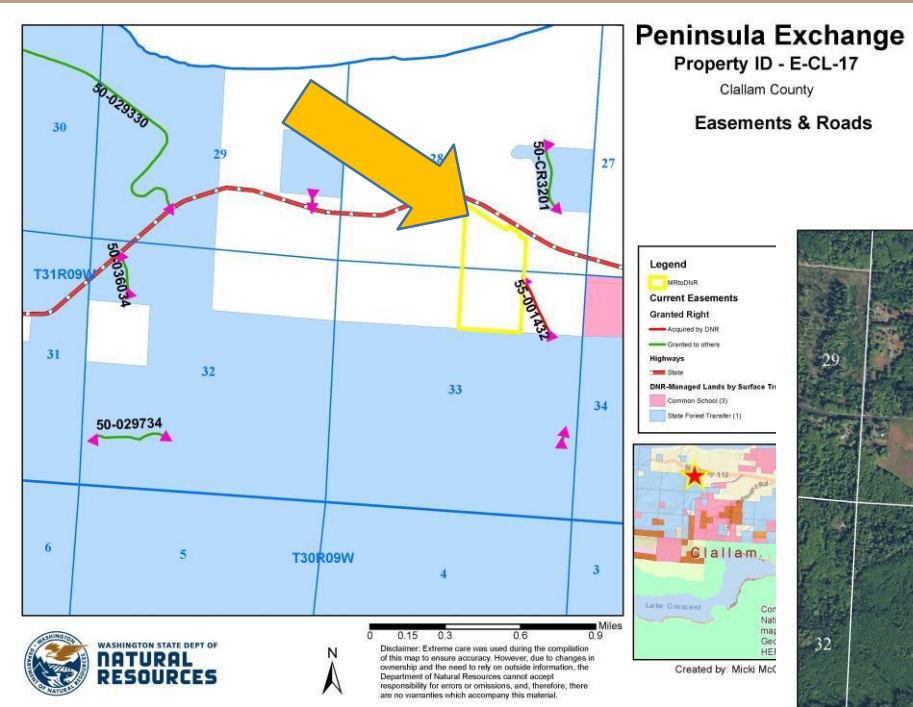 Peninsula Exchange
Property ID - E-CL-17
Clallam County
Easements & Roads
50-029330
30
29
28
27
50-CR3201
T31R09W
50-036034
55-001432
31
32
33
34
50-029734
6
5
T30R09W
4
3
Legend
MRtoDNR
Current Easements
Granted Right
Acquired by DNR
Granted to others
Highways
State
DNR-Managed Lands by Surface Tr
Common School (3)
State Forest Transfer (1)
112
Clallam
Lake Crescent
Con
Nati
map
Geo
HEF
Created by: Micki McC
29
32
WASHINGTON STATE DEPT OF
NATURAL
RESOURCES
N
Miles
0 0.15 0.3 0.6 0.9
Disclaimer: Extreme care was used during the compilation
of this map to ensure accuracy. However, due to changes in
ownership and the need to rely on outside information, the
Department of Natural Resources cannot accept
responsibility for errors or omissions, and, therefore, there
are no warranties which accompany this material.